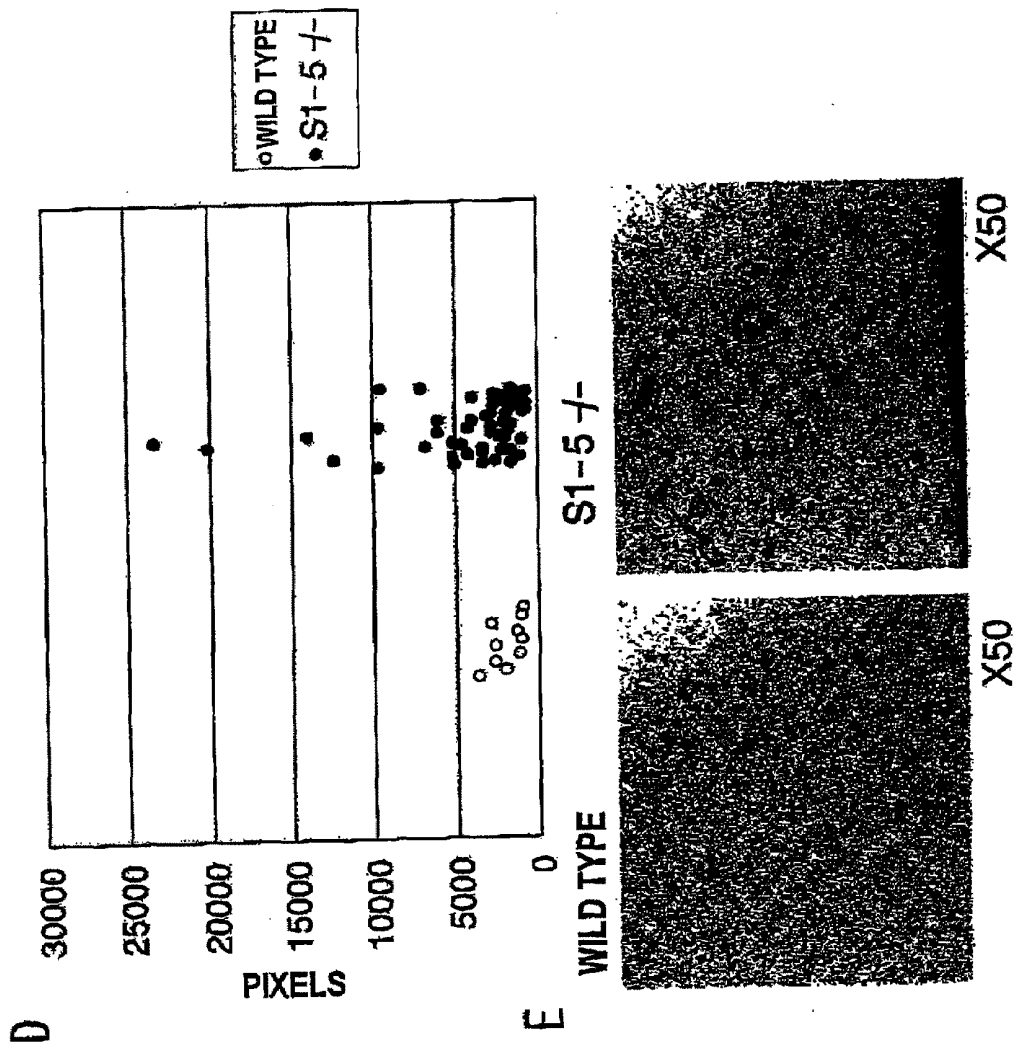 D
PIXELS
30000
25000
20000
15000
10000
5000
0
○WILD TYPE
●S1-5 -/-
E
WILD TYPE
S1-5 -/-
X50
X50